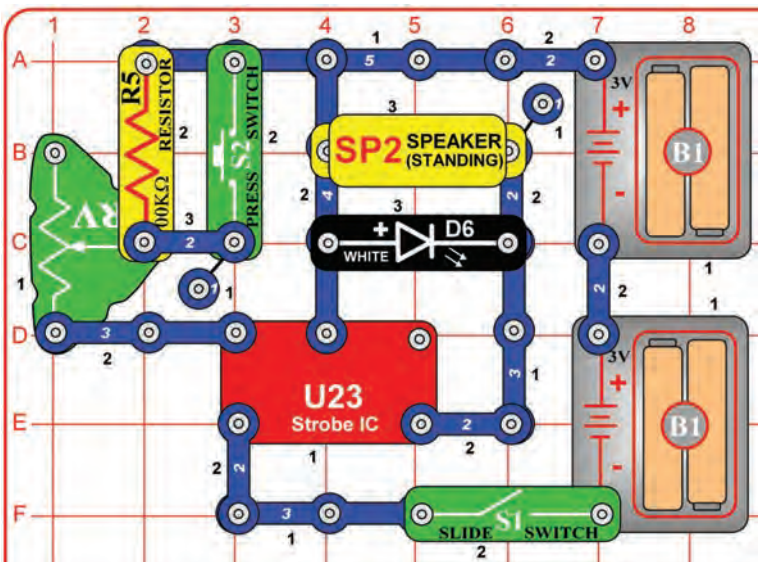 1 2 3 4 5 6 7 8
A
B
C
D
E
F
R5
RESISTOR
00KΩ
2
S2
PRESS SWITCH
2
1
5
2
2
3
SP2 SPEAKER
(STANDING)
1
1
2
4
2
2
3
+ D6
WHITE
3V
+
-
B1
1
RV
1
3
2
1
1
3
2
2
2
1
3V
+
-
B1
U23
Strobe IC
1
3
1
2
2
2
2
3
1
S1
SLIDE SWITCH
2